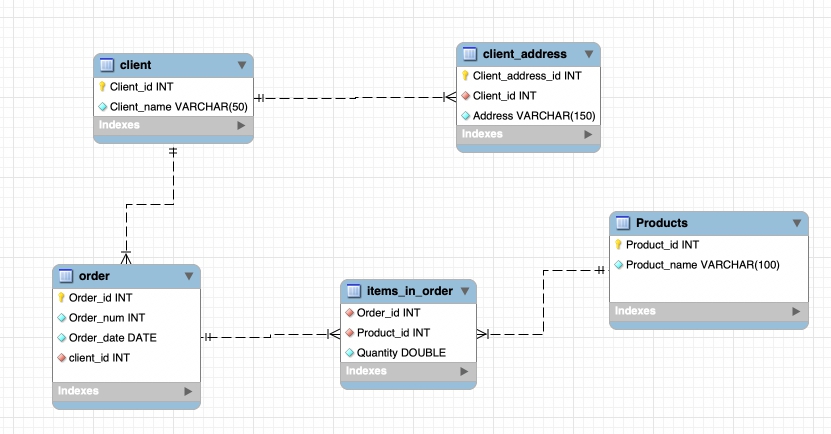 client
Client_id INT
Client_name VARCHAR(50)
Indexes
client_address
Client_address_id INT
Client_id INT
Address VARCHAR(150)
Indexes
Products
Product_id INT
Product_name VARCHAR(100)
Indexes
order
Order_id INT
Order_num INT
Order_date DATE
client_id INT
Indexes
items_in_order
Order_id INT
Product_id INT
Quantity DOUBLE
Indexes